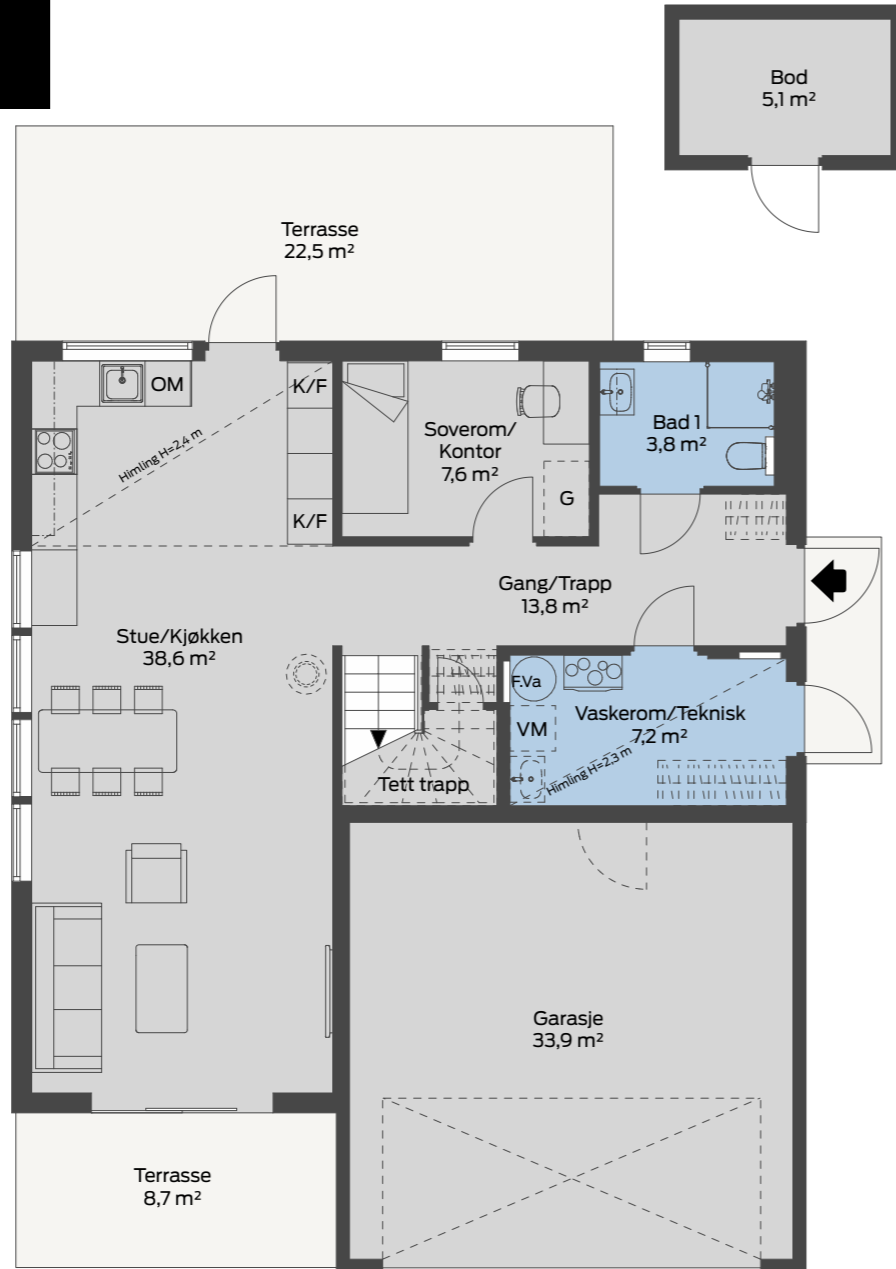 Bod
5,1 m²
Terrasse
22,5 m²
OM
K/F
Himling H=2,4 m
K/F
Soverom/
Kontor
7,6 m²
G
Bad 1
3,8 m²
Gang/Trapp
13,8 m²
Stue/Kjøkken
38,6 m²
F.Va
VM
Vaskerom/Teknisk
7,2 m²
Himling H=2,3 m
Tett trapp
Garasje
33,9 m²
Terrasse
8,7 m²